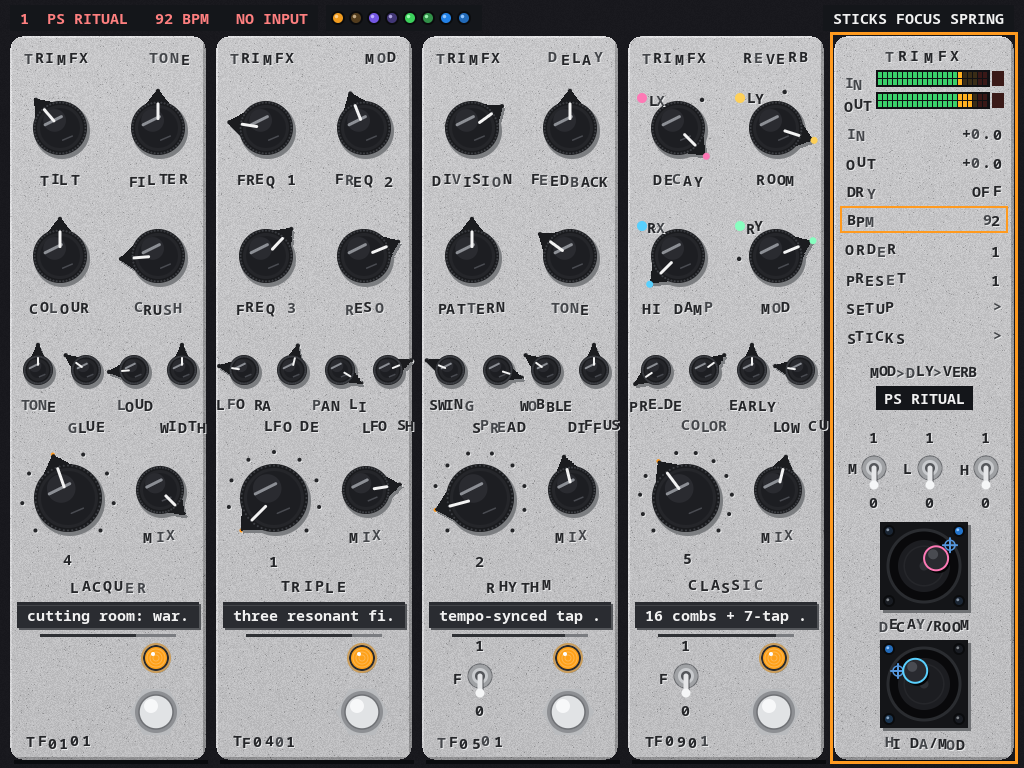 1 PS RITUAL 92 BPM NO INPUT STICKS FOCUS SPRING
TRIMFX TONE
TILT FILTER
COLOUR CRUSH
TONE LOUD
GLUE WIDTH
MIX
4
LACQUER
cutting room: war.
TF0101
TRIMFX MOD
FREQ 1 FREQ 2
FREQ 3 RESO
LFO RA PAN LI
LFO DE LFO SH
MIX
1
TRIPLE
three resonant fi.
TF0401
TRIMFX DELAY
DIVISION FEEDBACK
PATTERN TONE
SWING WOBBLE
SPREAD DIFFUS
MIX
2
RHYTHM
tempo-synced tap .
1
F
0
TF0501
TRIMFX REVERB
LX LY
DECAY ROOM
RX RY
HI DAMP MOD
PRE-DE EARLY
COLOR LOW CU
MIX
5
CLASSIC
16 combs + 7-tap .
1
F
0
TF0901
TRIMFX
IN
OUT
IN +0.0
OUT +0.0
DRY OFF
BPM 92
ORDER 1
PRESET 1
SETUP >
STICKS >
MOD>DLY>VERB
PS RITUAL
1 1 1
M L H
0 0 0
DECAY/ROOM
HI DA/MOD